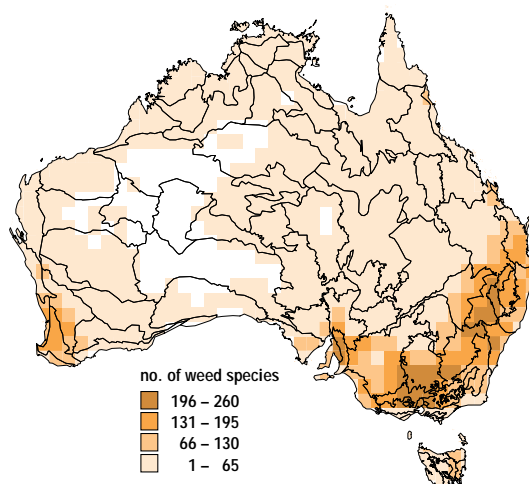 no. of weed species
196 – 260
131 – 195
66 – 130
1 – 65